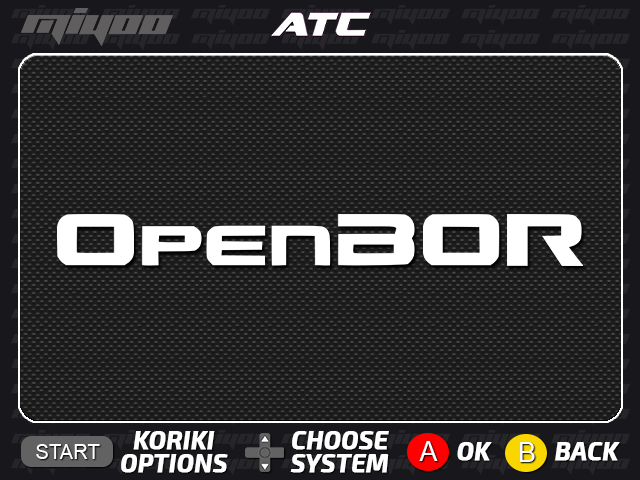 miyoo
ATC
OpenBOR
START
KORIKI
OPTIONS
CHOOSE
SYSTEM
A
OK
B
BACK